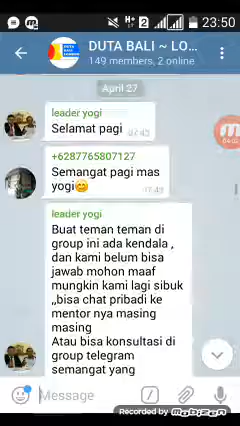 2 23:50
DUTA BALI ~ LO...
149 members, 2 online
April 27
leader yogi
Selamat pagi
07:43
+6287765807127
Semangat pagi mas
yogi😊
leader yogi
Buat teman teman di
group ini ada kendala ,
dan kami belum bisa
jawab mohon maaf
mungkin kami lagi sibuk
,,bisa chat pribadi ke
mentor nya masing
masing
Atau bisa konsultasi di
group telegram
semangat yang
Message
Recorded by mobizen